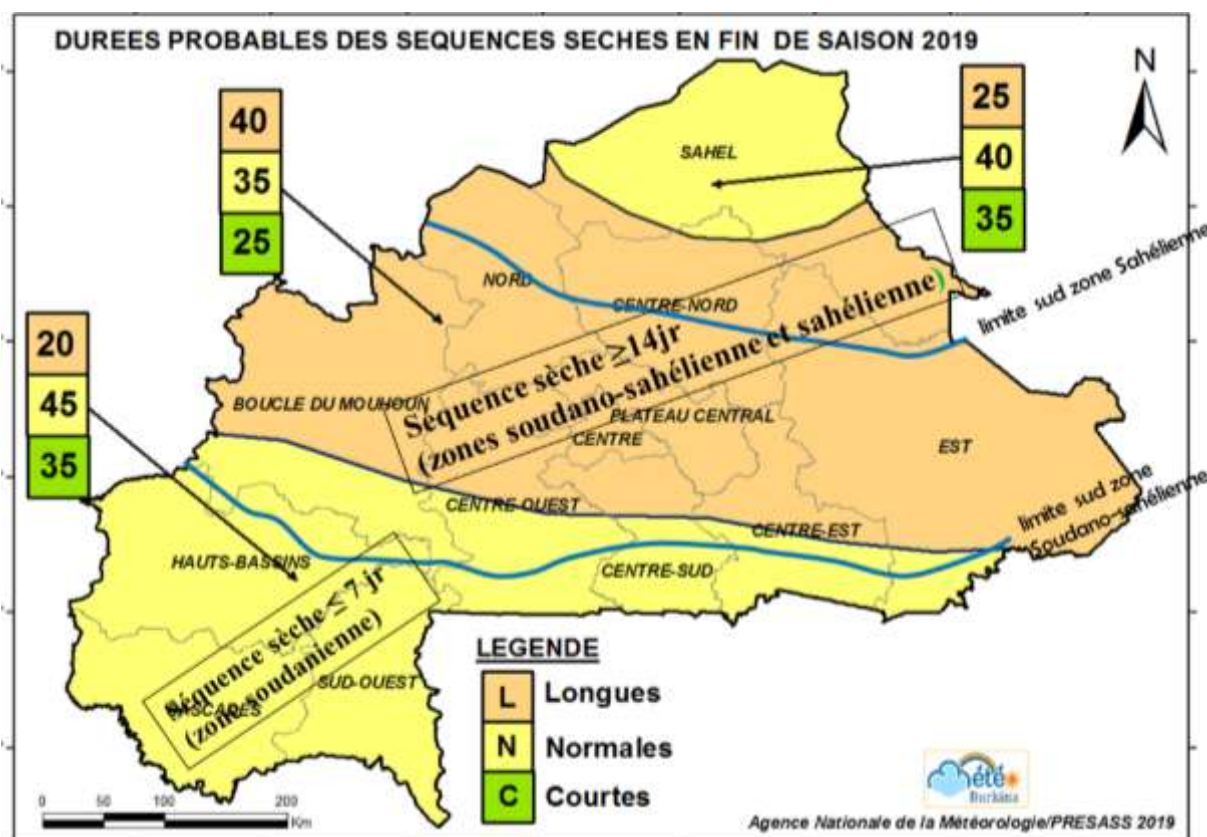 DUREES PROBABLES DES SEQUENCES SECHES EN FIN DE SAISON 2019
N
40
35
25
25
40
35
20
45
35
SAHEL
NORD
CENTRE-NORD
limite sud zone Sahélienne
Séquence sèche ≥14jr
(zones soudano-sahélienne et sahélienne)
BOUCLE DU MOUHOUN
PLATEAU CENTRAL
CENTRE
EST
CENTRE-OUEST
CENTRE-EST
limite sud zone
Soudano-sahélienne
HAUTS-BASSINS
CENTRE-SUD
Séquence sèche ≤ 7 jr
(zone soudanienne)
SUD-OUEST
LEGENDE
L Longues
N Normales
C Courtes
0 50 100 200
Km
Météo
Burkina
Agence Nationale de la Météorologie/PRESASS 2019